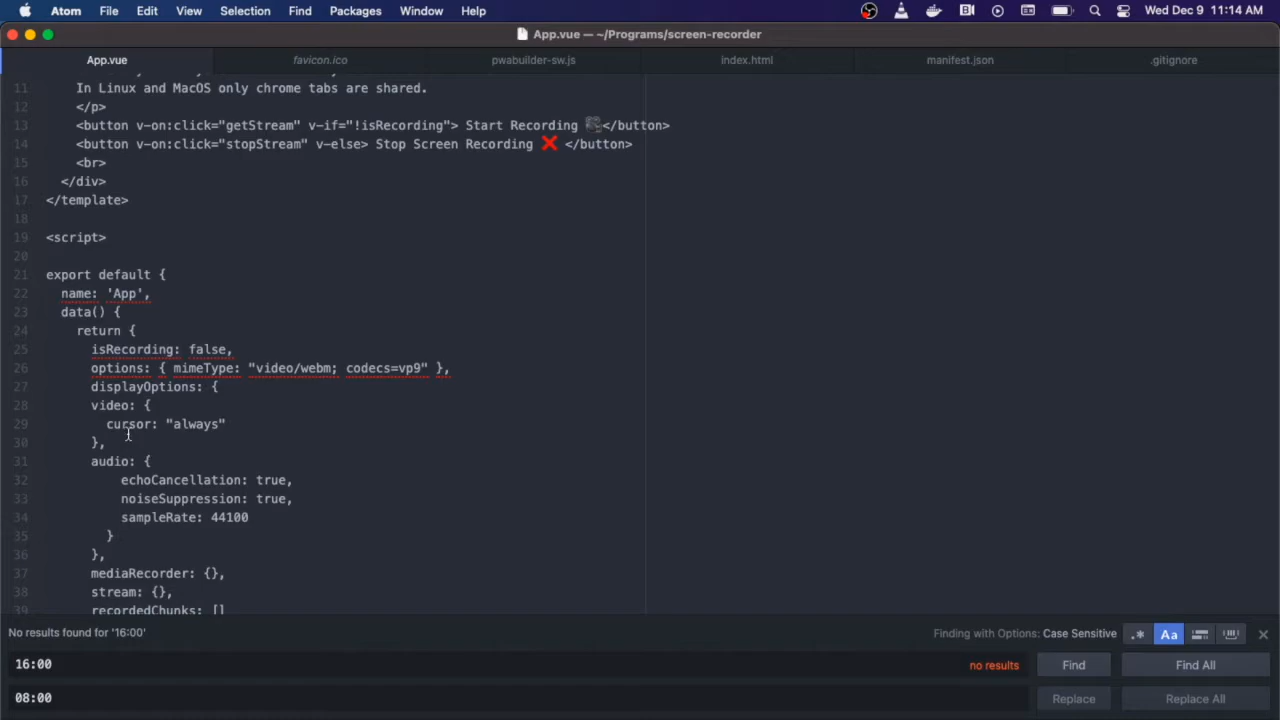 Atom File Edit View Selection Find Packages Window Help Wed Dec 9 11:14 AM
App.vue — ~/Programs/screen-recorder
App.vue favicon.ico pwabuilder-sw.js index.html manifest.json .gitignore
11 In Linux and MacOS only chrome tabs are shared.
12 </p>
13 <button v-on:click="getStream" v-if="!isRecording"> Start Recording 🎥</button>
14 <button v-on:click="stopStream" v-else> Stop Screen Recording ❌ </button>
15 <br>
16 </div>
17 </template>
18
19 <script>
20
21 export default {
22 name: 'App',
23 data() {
24 return {
25 isRecording: false,
26 options: { mimeType: "video/webm; codecs=vp9" },
27 displayOptions: {
28 video: {
29 cursor: "always"
30 },
31 audio: {
32 echoCancellation: true,
33 noiseSuppression: true,
34 sampleRate: 44100
35 }
36 },
37 mediaRecorder: {},
38 stream: {},
39 recordedChunks: []
No results found for '16:00' Finding with Options: Case Sensitive .* Aa
16:00 no results Find Find All
08:00 Replace Replace All